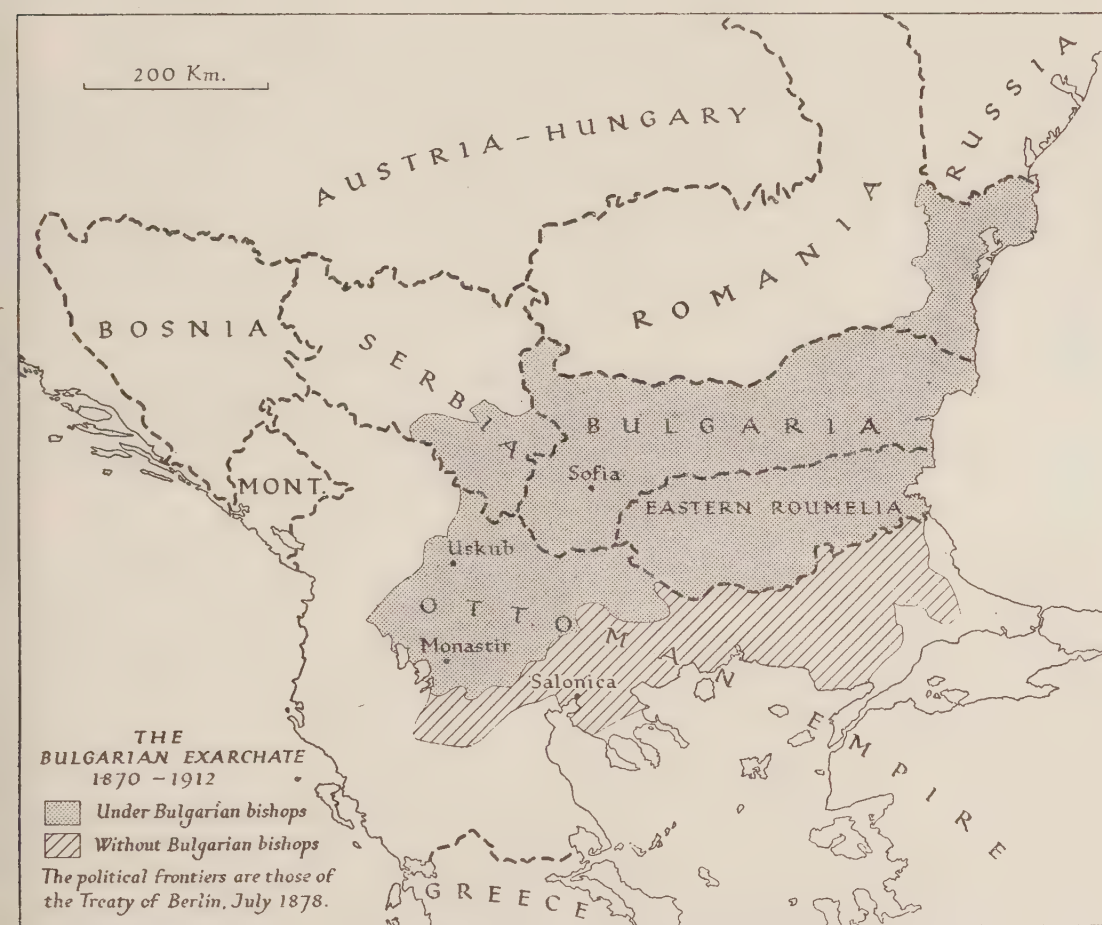 200 Km.
AUSTRIA-HUNGARY
RUSSIA
ROMANIA
BOSNIA
SERBIA
BULGARIA
Sofia
MONT.
EASTERN ROUMELIA
Uskub
OTTOMAN EMPIRE
Monastir
Salonica
THE
BULGARIAN EXARCHATE
1870 – 1912
Under Bulgarian bishops
Without Bulgarian bishops
The political frontiers are those of
the Treaty of Berlin, July 1878.
GREECE